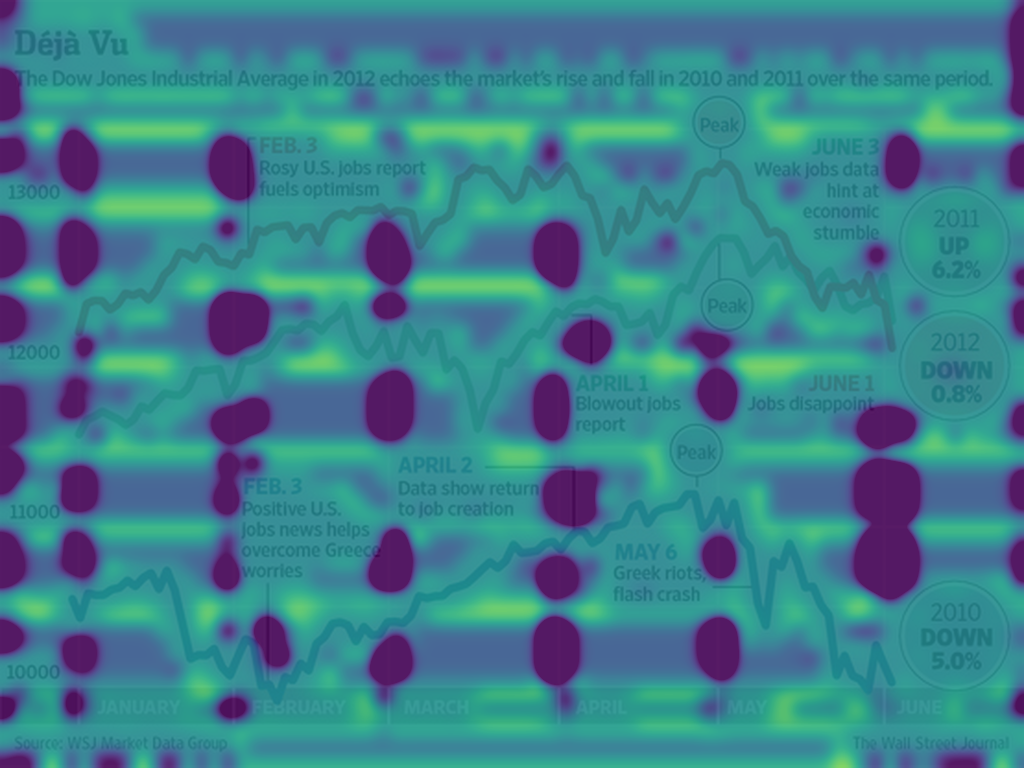 Déjà Vu
The Dow Jones Industrial Average in 2012 echoes the market's rise and fall in 2010 and 2011 over the same period.
Peak
FEB. 3
Rosy U.S. jobs report
fuels optimism
JUNE 3
Weak jobs data
hint at
economic
stumble
13000
2011
UP
6.2%
Peak
12000
2012
DOWN
0.8%
APRIL 1
Blowout jobs
report
JUNE 1
Jobs disappoint
Peak
APRIL 2
Data show return
to job creation
FEB. 3
Positive U.S.
jobs news helps
overcome Greece
worries
11000
MAY 6
Greek riots,
flash crash
2010
DOWN
5.0%
10000
JANUARY
FEBRUARY
MARCH
APRIL
MAY
JUNE
Source: WSJ Market Data Group
The Wall Street Journal